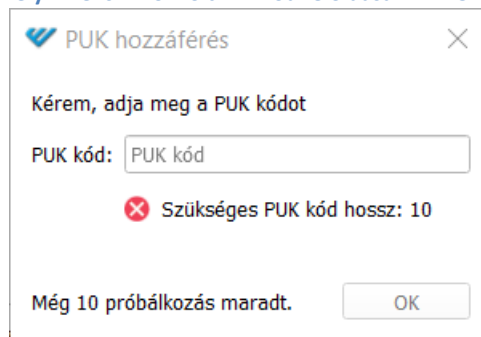 PUK hozzáférés
Kérem, adja meg a PUK kódot
PUK kód: PUK kód
Szükséges PUK kód hossz: 10
Még 10 próbálkozás maradt. OK